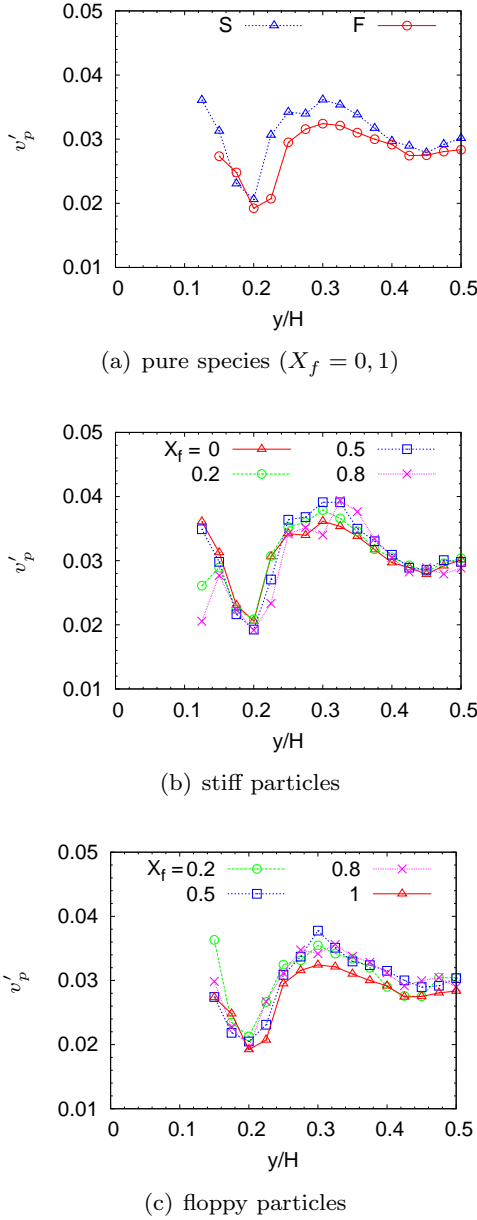 S F
0.05
0.04
0.03
0.02
0.01
v′p
0 0.1 0.2 0.3 0.4 0.5
y/H
(a) pure species (Xf = 0, 1)
Xf = 0 0.5
0.2 0.8
0.05
0.04
0.03
0.02
0.01
v′p
0 0.1 0.2 0.3 0.4 0.5
y/H
(b) stiff particles
Xf = 0.2 0.8
0.5 1
0.05
0.04
0.03
0.02
0.01
v′p
0 0.1 0.2 0.3 0.4 0.5
y/H
(c) floppy particles